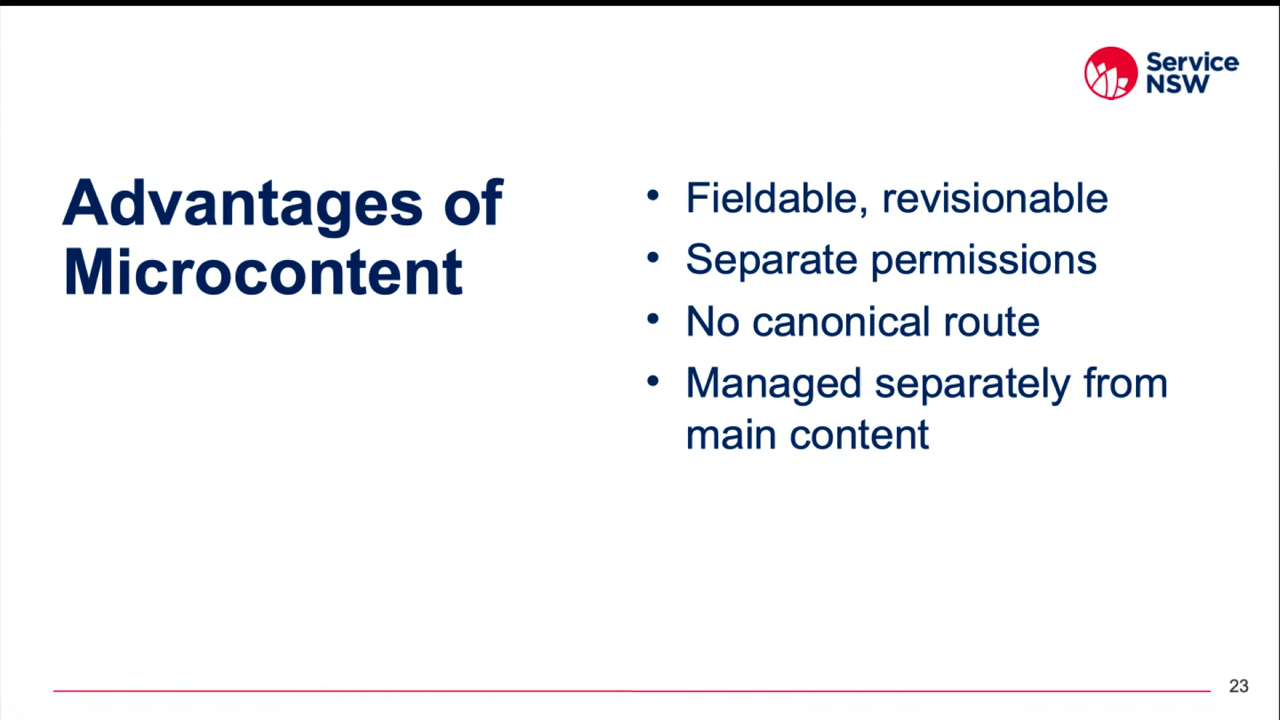 Service
NSW
Advantages of
Microcontent
• Fieldable, revisionable
• Separate permissions
• No canonical route
• Managed separately from
main content
23